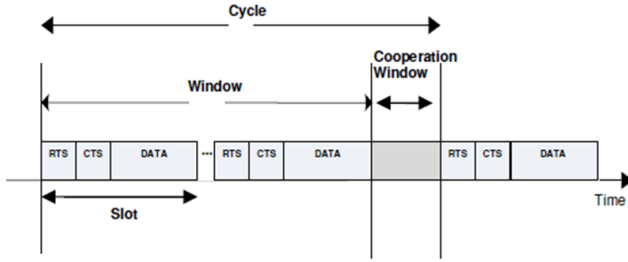 Cycle
Cooperation
Window
Window
RTS CTS DATA ... RTS CTS DATA RTS CTS DATA
Slot
Time